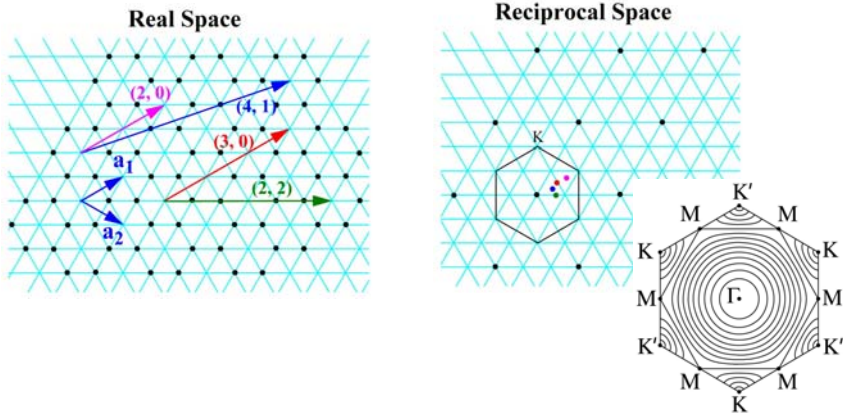 Real Space
(2, 0)
(4, 1)
(3, 0)
a1
(2, 2)
a2
Reciprocal Space
K
K′
M
M
K
K
M
Γ
M
K′
K′
M
M
K